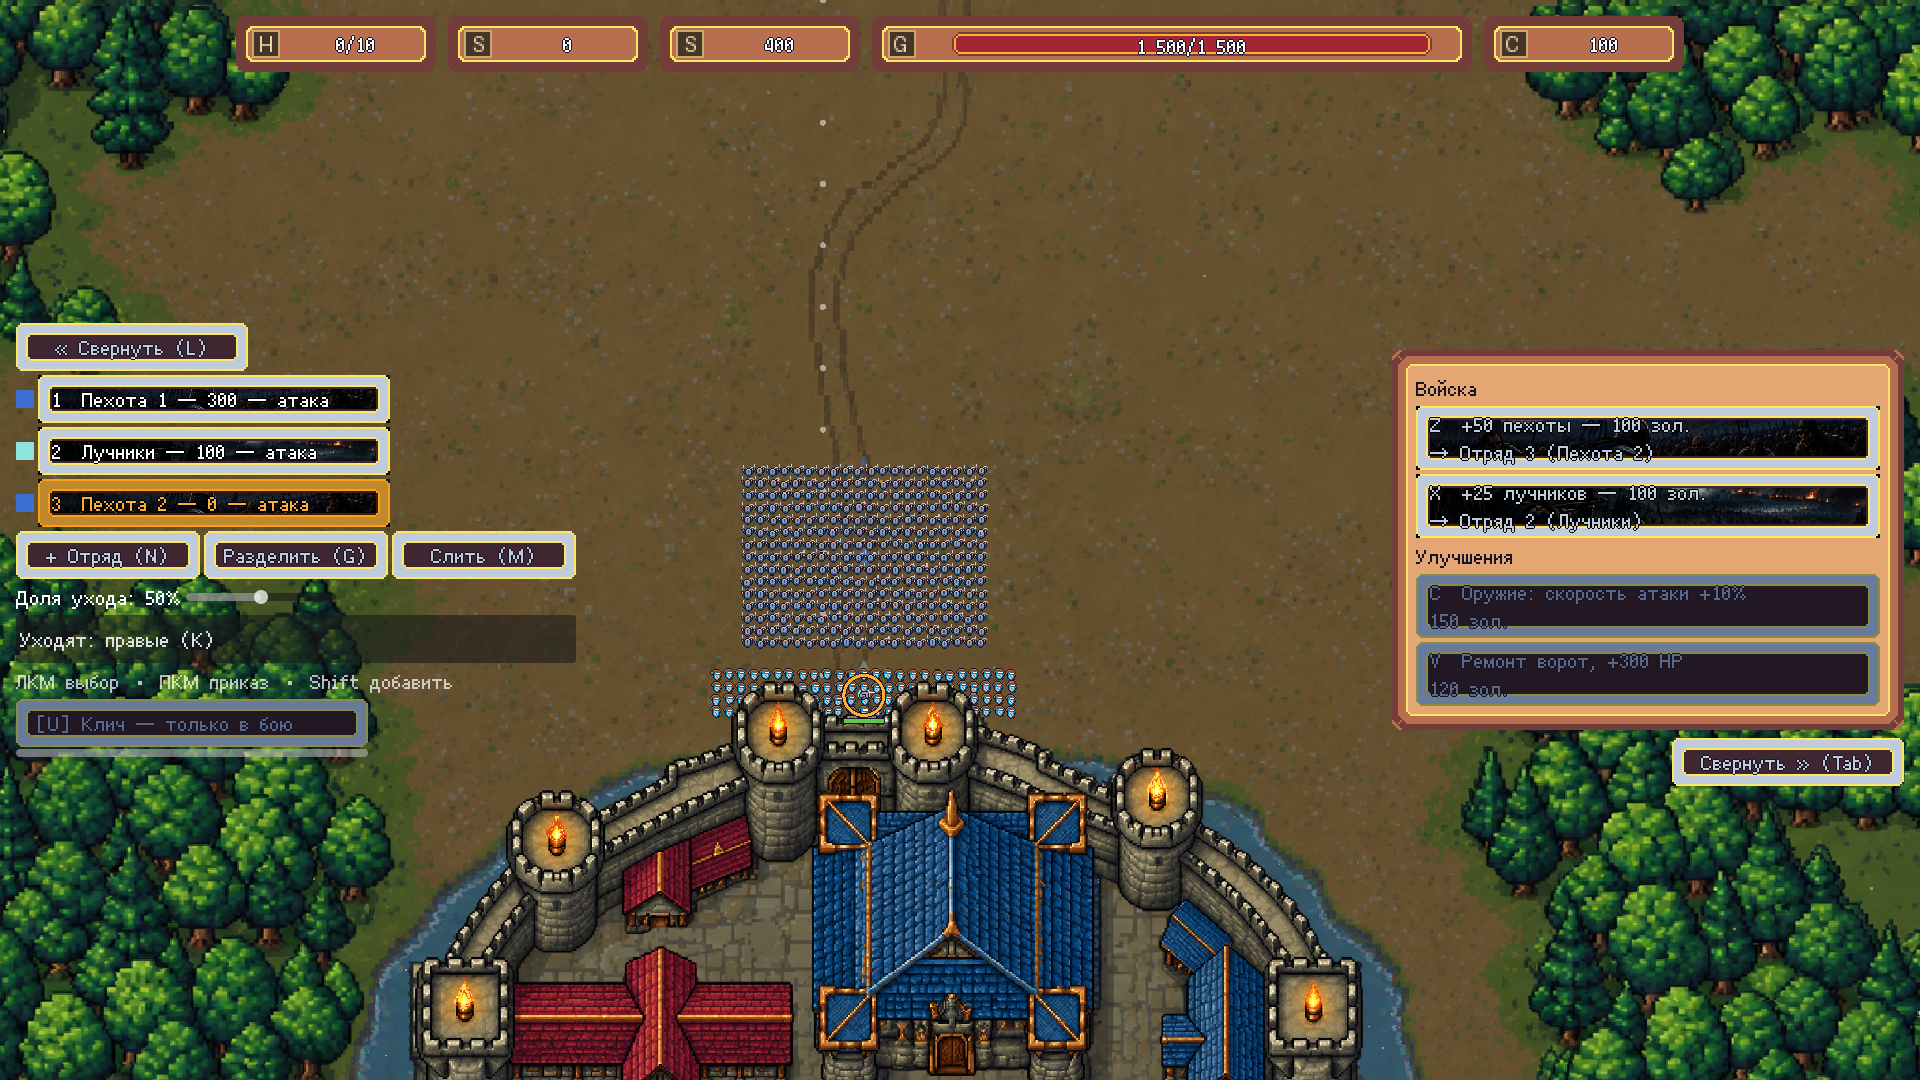 H 0/10
S 0
S 400
G 1 500/1 500
C 100
« Свернуть (L)
1 Пехота 1 — 300 — атака
2 Лучники — 100 — атака
3 Пехота 2 — 0 — атака
+ Отряд (N)
Разделить (G)
Слить (M)
Доля ухода: 50%
Уходят: правые (K)
ЛКМ выбор • ПКМ приказ • Shift добавить
[U] Клич — только в бою
Войска
Z +50 пехоты — 100 зол.
→ Отряд 3 (Пехота 2)
X +25 лучников — 100 зол.
→ Отряд 2 (Лучники)
Улучшения
C Оружие: скорость атаки +10%
150 зол.
V Ремонт ворот, +300 HP
120 зол.
Свернуть » (Tab)